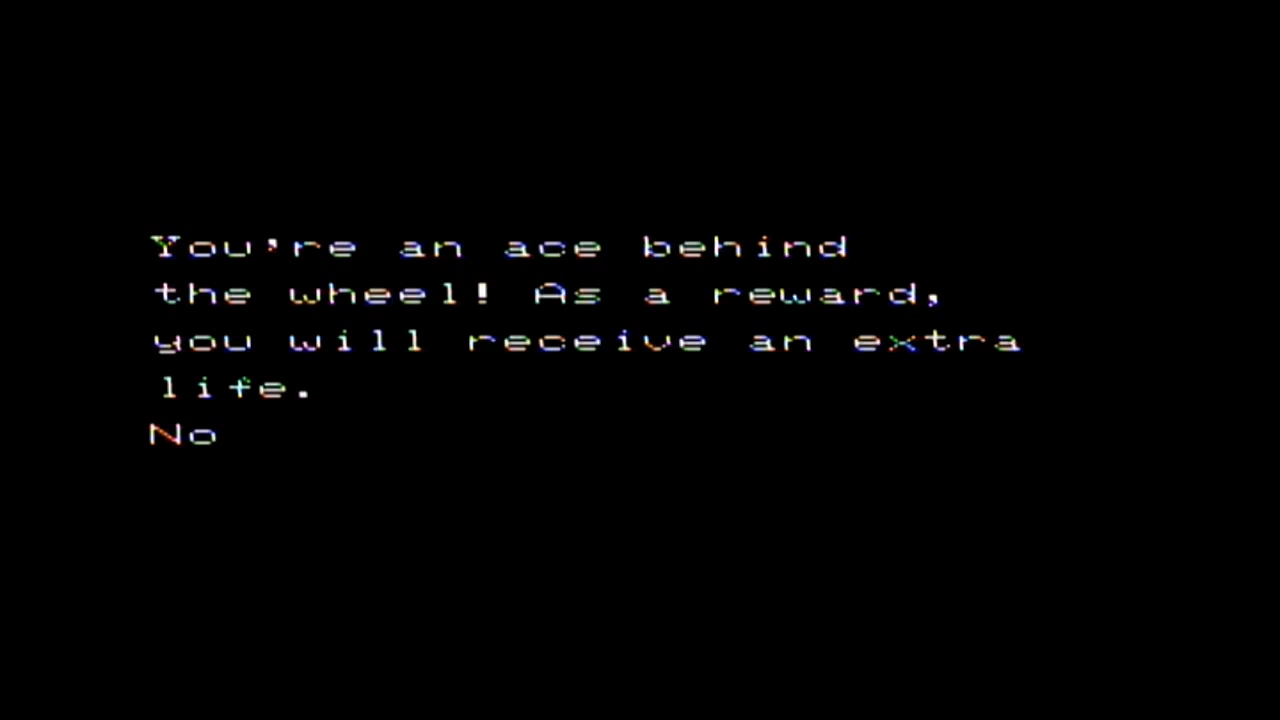 You're an ace behind
the wheel! As a reward,
you will receive an extra
life.
No